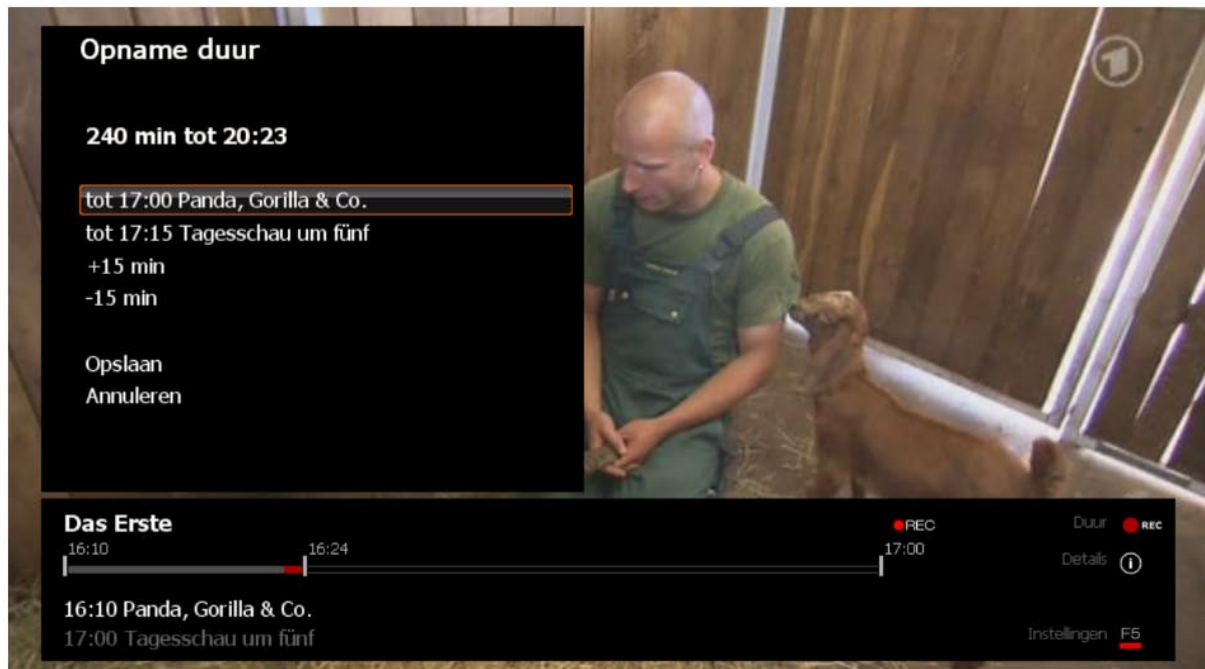 Opname duur
240 min tot 20:23
tot 17:00 Panda, Gorilla & Co.
tot 17:15 Tagesschau um fünf
+15 min
-15 min
Opslaan
Annuleren
Das Erste
REC
Duur REC
16:10 16:24 17:00
Details i
16:10 Panda, Gorilla & Co.
17:00 Tagesschau um fünf
Instellingen F5
1